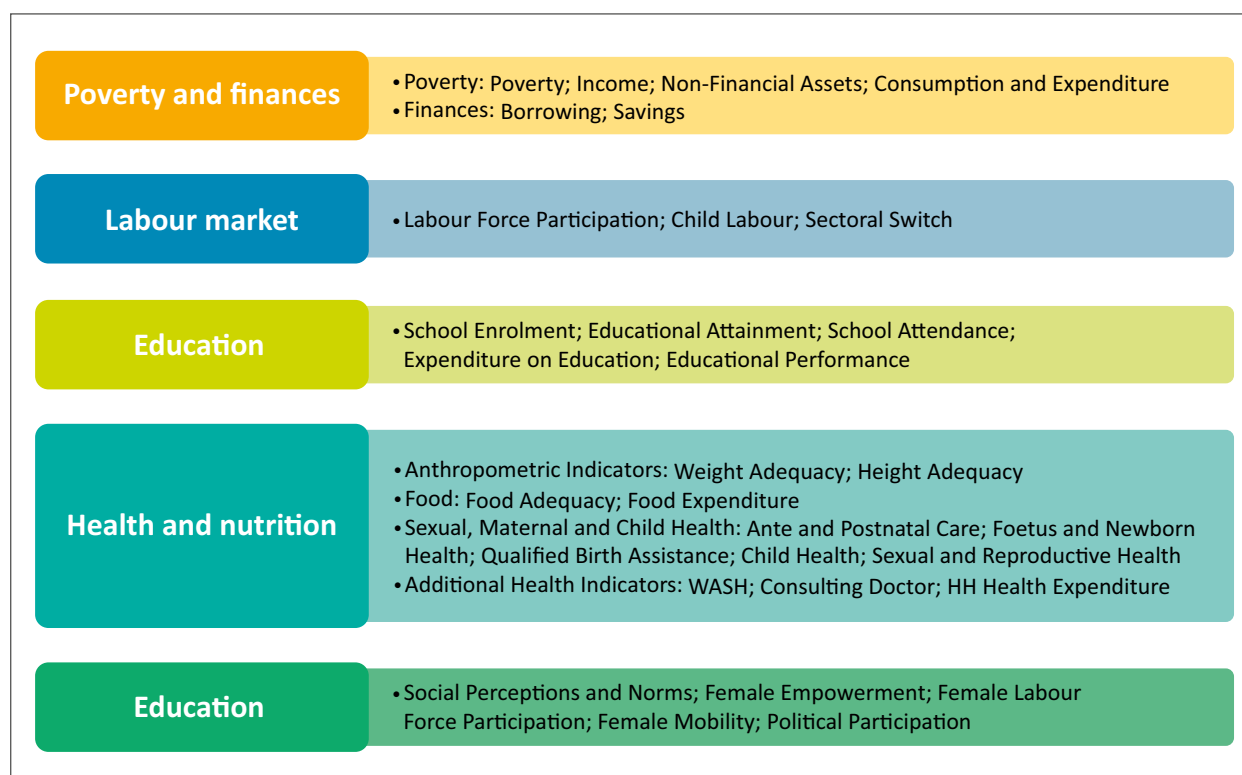 Poverty and finances
• Poverty: Poverty; Income; Non-Financial Assets; Consumption and Expenditure
• Finances: Borrowing; Savings
Labour market
• Labour Force Participation; Child Labour; Sectoral Switch
Education
• School Enrolment; Educational Attainment; School Attendance;
Expenditure on Education; Educational Performance
Health and nutrition
• Anthropometric Indicators: Weight Adequacy; Height Adequacy
• Food: Food Adequacy; Food Expenditure
• Sexual, Maternal and Child Health: Ante and Postnatal Care; Foetus and Newborn
Health; Qualified Birth Assistance; Child Health; Sexual and Reproductive Health
• Additional Health Indicators: WASH; Consulting Doctor; HH Health Expenditure
Education
• Social Perceptions and Norms; Female Empowerment; Female Labour
Force Participation; Female Mobility; Political Participation